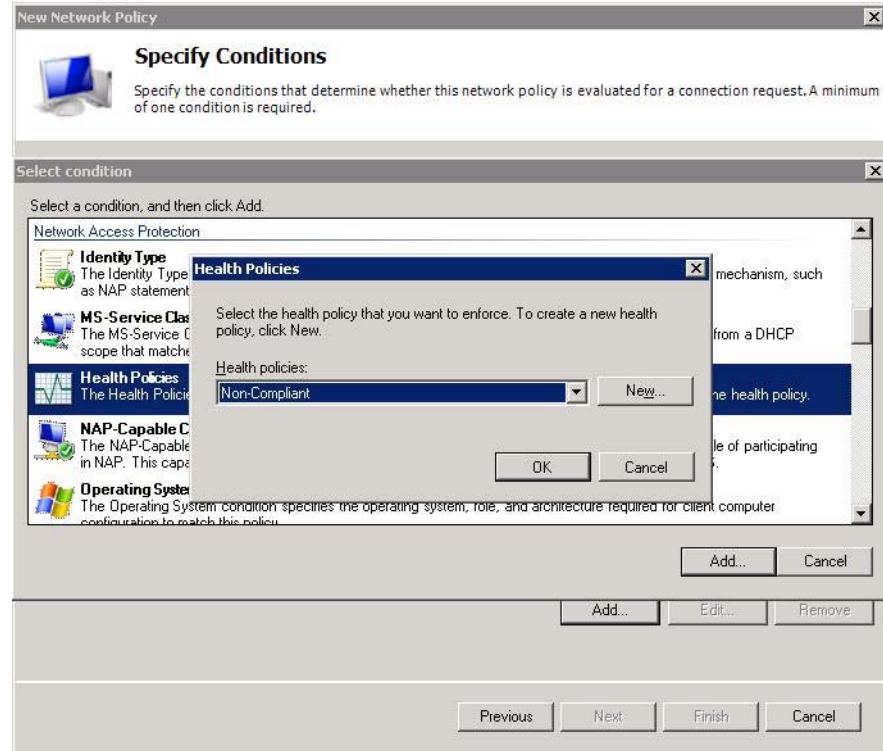 New Network Policy
Specify Conditions
Specify the conditions that determine whether this network policy is evaluated for a connection request. A minimum
of one condition is required.
Select condition
Select a condition, and then click Add.
Network Access Protection
Identity Type
The Identity Type mechanism, such
as NAP statement
MS-Service Clas
The MS-Service from a DHCP
scope that matche
Health Policies
The Health Policie he health policy.
NAP-Capable C
The NAP-Capable le of participating
in NAP. This capa
Operating Syste
The Operating System condition specifies the operating system, role, and architecture required for client computer
configuration to match this policy.
Health Policies
Select the health policy that you want to enforce. To create a new health
policy, click New.
Health policies:
Non-Compliant New...
OK Cancel
Add... Cancel
Add... Edit... Remove
Previous Next Finish Cancel